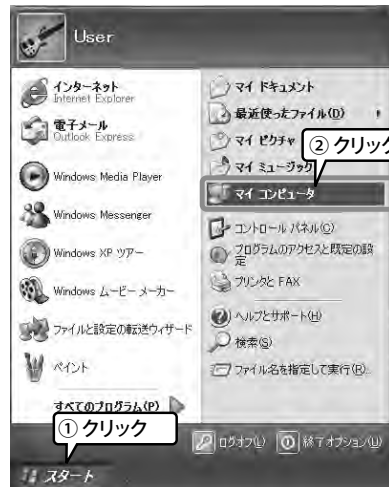 User
インターネット
Internet Explorer
電子メール
Outlook Express
Windows Media Player
Windows Messenger
Windows XP ツアー
Windows ムービー メーカー
ファイルと設定の転送ウィザード
ペイント
すべてのプログラム(P)
① クリック
マイ ドキュメント
最近使ったファイル(D)
マイ ピクチャ
② クリック
マイ ミュージック
マイ コンピュータ
コントロール パネル(C)
プログラムのアクセスと既定の設
定
プリンタと FAX
ヘルプとサポート(H)
検索(S)
ファイル名を指定して実行(R)...
ログオフ(L)
終了オプション(U)
スタート